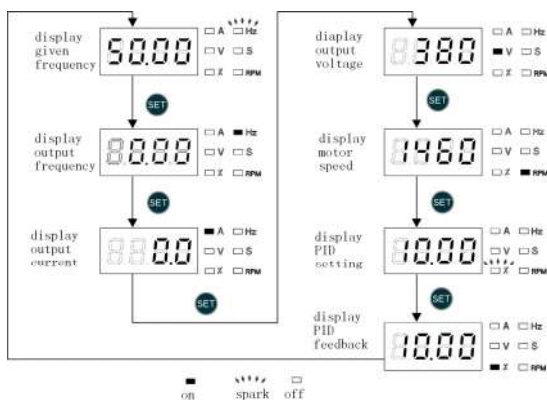 display
given
frequency
50.00
A Hz
V S
% RPM
SET
display
output
frequency
0.00
A Hz
V S
% RPM
SET
display
output
current
0.0
A Hz
V S
% RPM
SET
diaplay
output
voltage
380
A Hz
V S
% RPM
SET
display
motor
speed
1460
A Hz
V S
% RPM
SET
display
PID
setting
10.00
A Hz
V S
% RPM
SET
display
PID
feedback
10.00
A Hz
V S
% RPM
on spark off